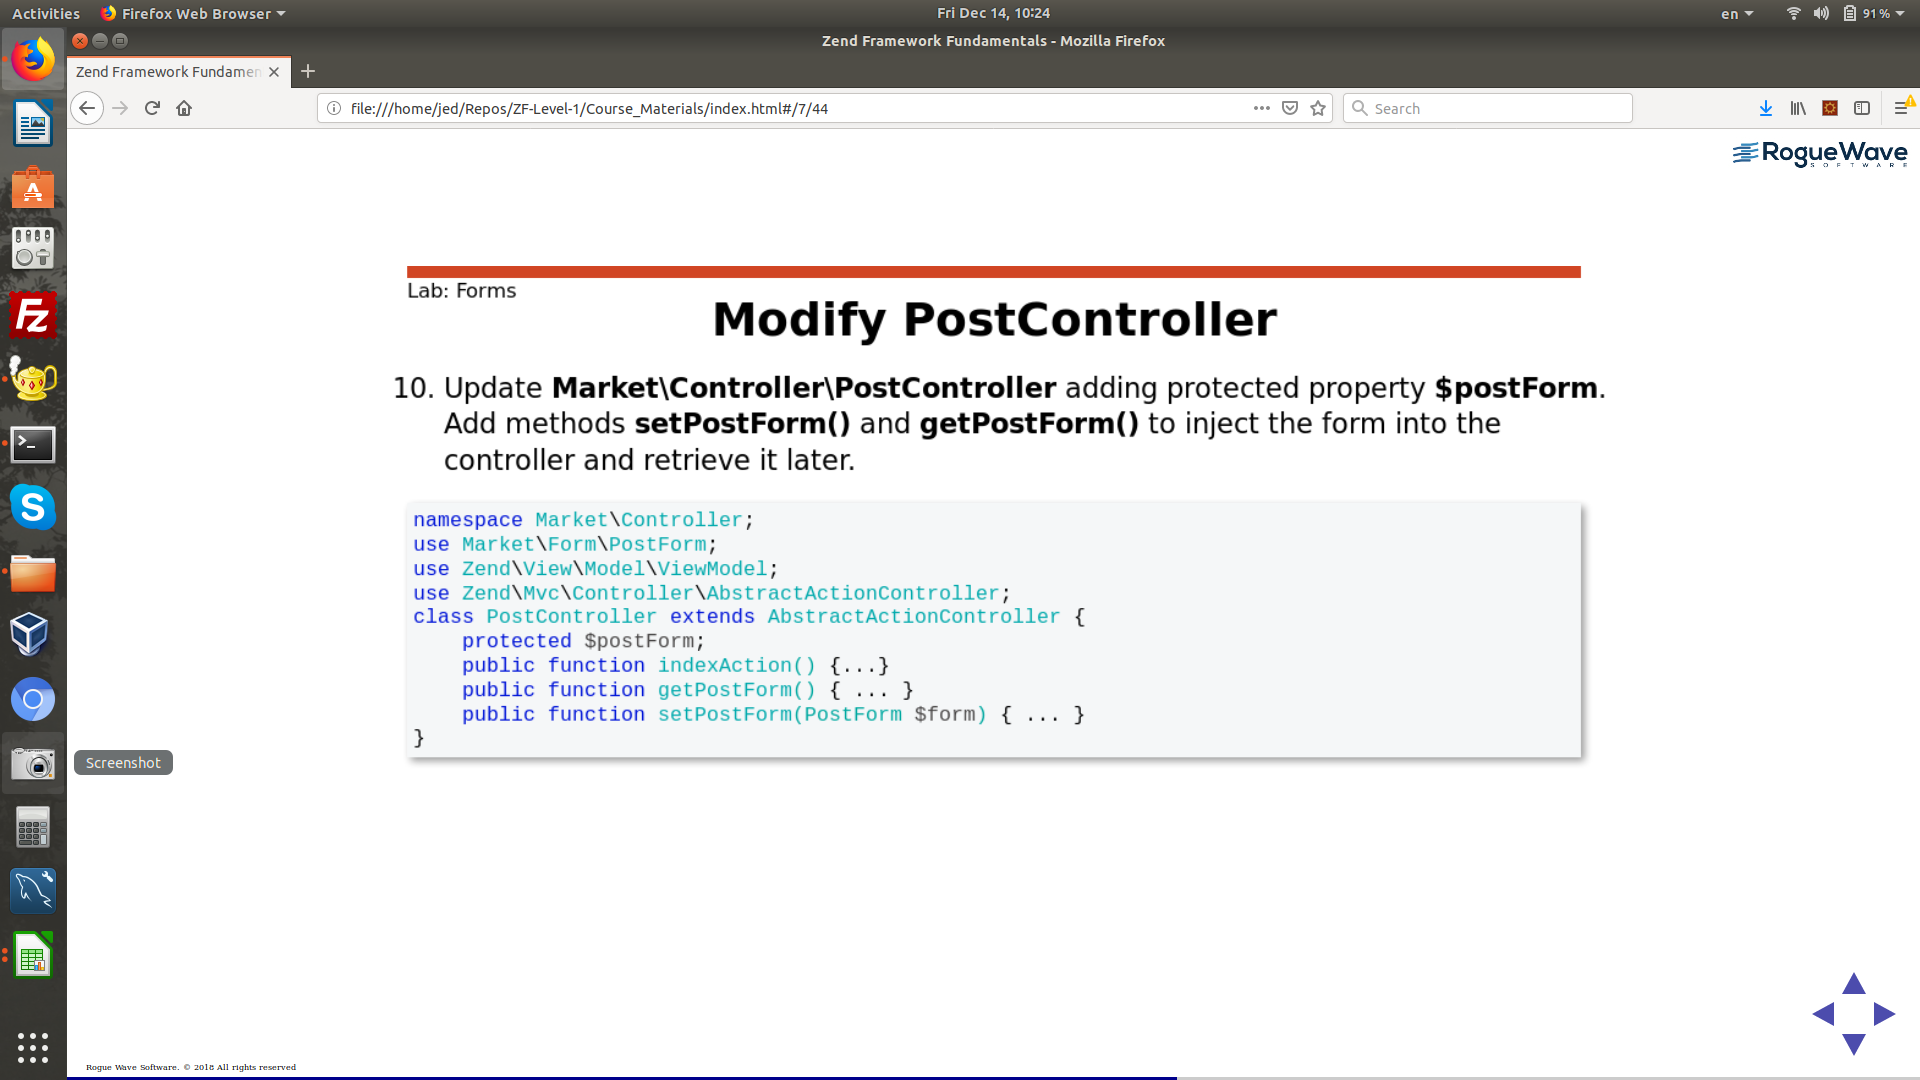 Activities
Firefox Web Browser
Fri Dec 14, 10:24
en
91 %
Zend Framework Fundamentals - Mozilla Firefox
Zend Framework Fundamen
file:///home/jed/Repos/ZF-Level-1/Course_Materials/index.html#/7/44
Search
RogueWave
SOFTWARE
Lab: Forms
Modify PostController
10. Update Market\Controller\PostController adding protected property $postForm.
Add methods setPostForm() and getPostForm() to inject the form into the
controller and retrieve it later.
namespace Market\Controller;
use Market\Form\PostForm;
use Zend\View\Model\ViewModel;
use Zend\Mvc\Controller\AbstractActionController;
class PostController extends AbstractActionController {
    protected $postForm;
    public function indexAction() {...}
    public function getPostForm() { ... }
    public function setPostForm(PostForm $form) { ... }
}
Screenshot
Rogue Wave Software. © 2018 All rights reserved